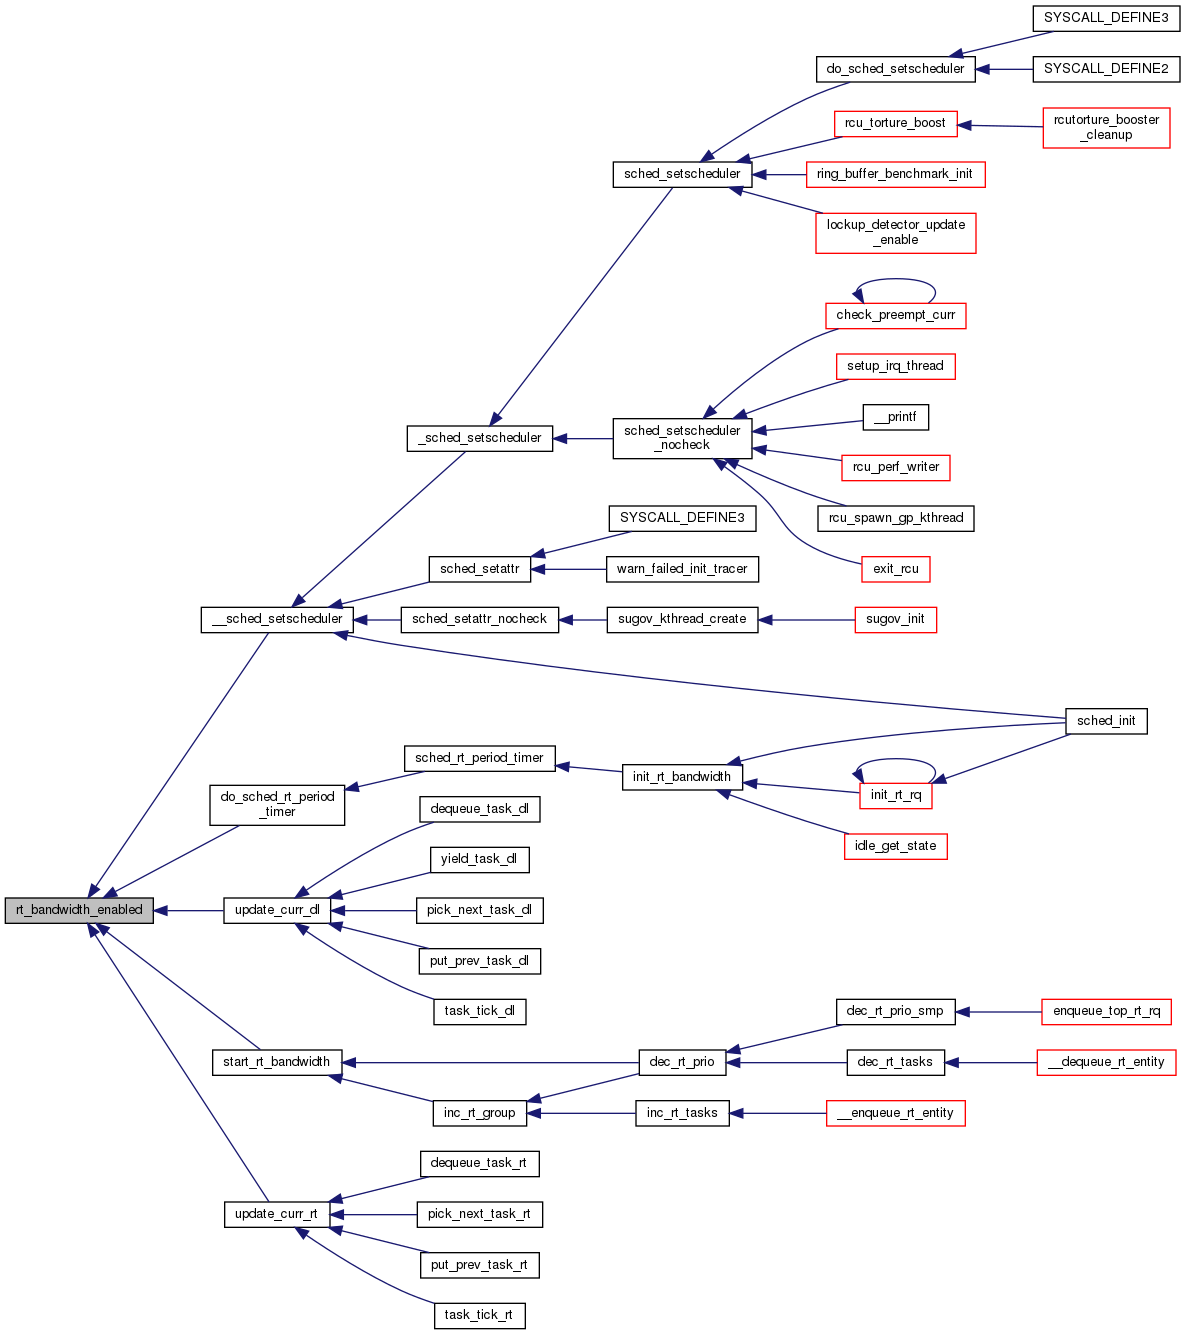 SYSCALL_DEFINE3
do_sched_setscheduler
SYSCALL_DEFINE2
rcu_torture_boost
rcutorture_booster
_cleanup
sched_setscheduler
ring_buffer_benchmark_init
lockup_detector_update
_enable
check_preempt_curr
setup_irq_thread
__printf
sched_setscheduler
_nocheck
_sched_setscheduler
rcu_perf_writer
rcu_spawn_gp_kthread
SYSCALL_DEFINE3
exit_rcu
sched_setattr
warn_failed_init_tracer
__sched_setscheduler
sched_setattr_nocheck
sugov_kthread_create
sugov_init
sched_init
sched_rt_period_timer
init_rt_bandwidth
init_rt_rq
do_sched_rt_period
_timer
dequeue_task_dl
idle_get_state
yield_task_dl
rt_bandwidth_enabled
update_curr_dl
pick_next_task_dl
put_prev_task_dl
task_tick_dl
dec_rt_prio_smp
enqueue_top_rt_rq
start_rt_bandwidth
dec_rt_prio
dec_rt_tasks
__dequeue_rt_entity
inc_rt_group
inc_rt_tasks
__enqueue_rt_entity
dequeue_task_rt
update_curr_rt
pick_next_task_rt
put_prev_task_rt
task_tick_rt